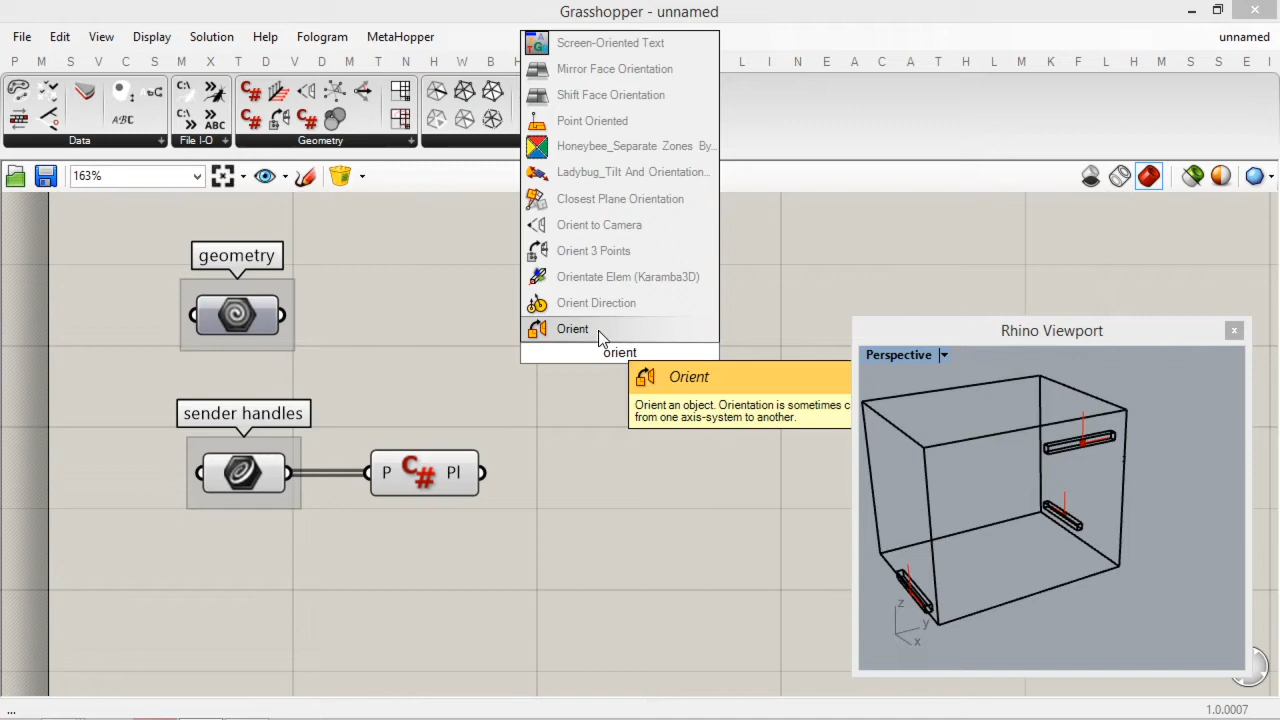 Grasshopper - unnamed
File Edit View Display Solution Help Fologram MetaHopper unnamed
Data File I-O Geometry
163%
Screen-Oriented Text
Mirror Face Orientation
Shift Face Orientation
Point Oriented
Honeybee_Separate Zones By...
Ladybug_Tilt And Orientation...
Closest Plane Orientation
Orient to Camera
Orient 3 Points
Orientate Elem (Karamba3D)
Orient Direction
Orient
orient
Orient
Orient an object. Orientation is sometimes c
from one axis-system to another.
geometry
sender handles
P C# Pl
Rhino Viewport
Perspective
z
y
x
...
1.0.0007